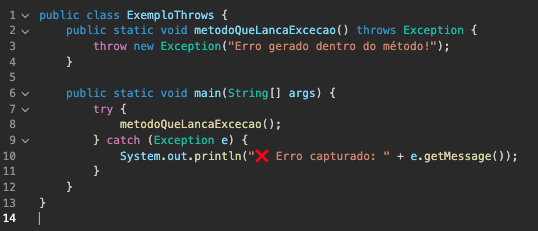 1 public class ExemploThrows {
2     public static void metodoQueLancaExcecao() throws Exception {
3         throw new Exception("Erro gerado dentro do método!");
4     }
5
6     public static void main(String[] args) {
7         try {
8             metodoQueLancaExcecao();
9         } catch (Exception e) {
10             System.out.println("❌ Erro capturado: " + e.getMessage());
11         }
12     }
13 }
14